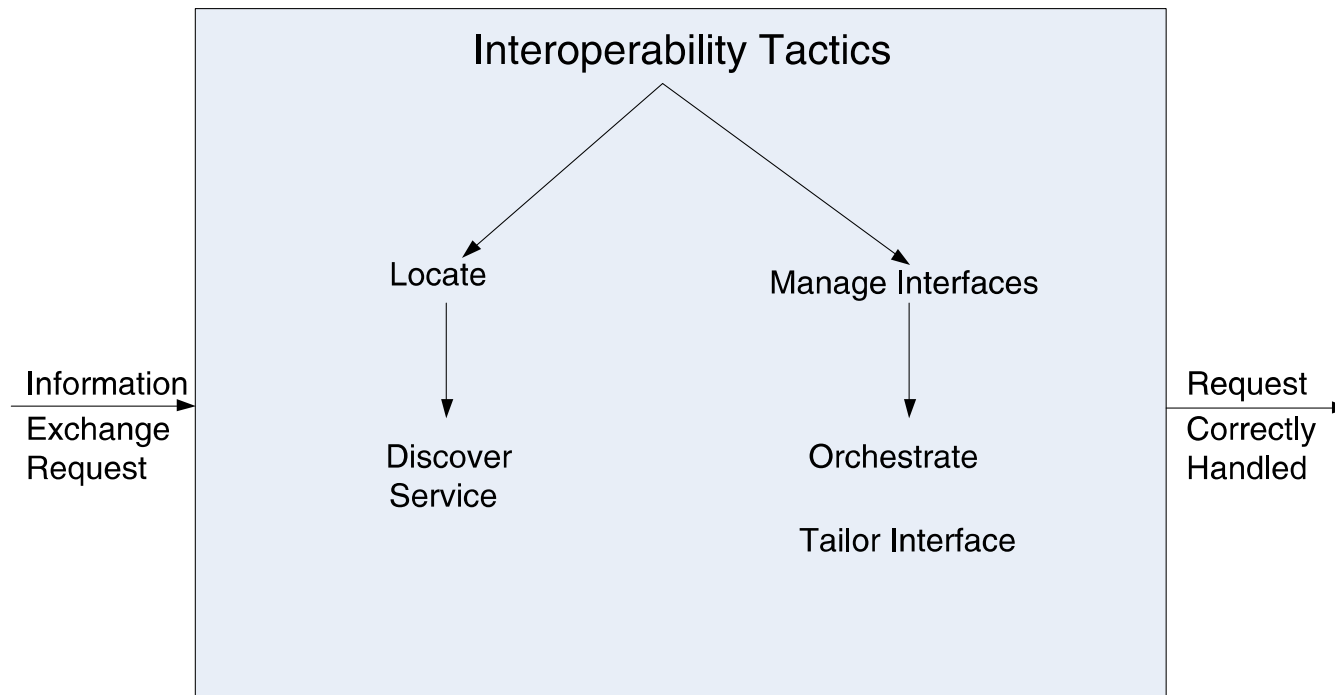 Interoperability Tactics
Locate
Manage Interfaces
Information
Exchange
Request
Discover
Service
Orchestrate
Tailor Interface
Request
Correctly
Handled